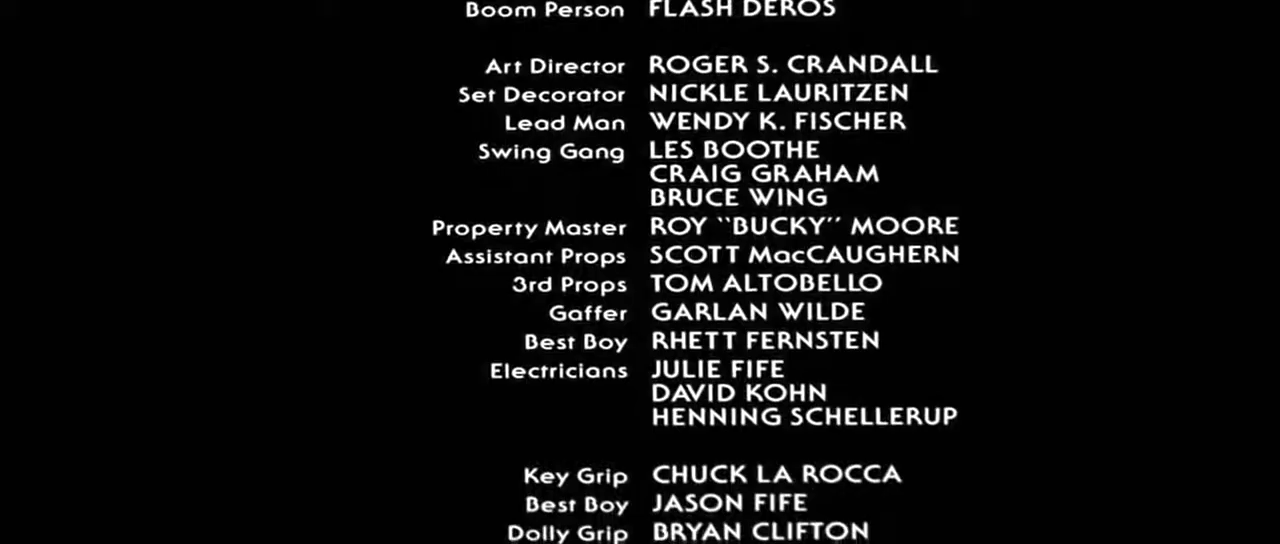 Boom Person FLASH DEROS
Art Director ROGER S. CRANDALL
Set Decorator NICKLE LAURITZEN
Lead Man WENDY K. FISCHER
Swing Gang LES BOOTHE
CRAIG GRAHAM
BRUCE WING
Property Master ROY "BUCKY" MOORE
Assistant Props SCOTT MacCAUGHERN
3rd Props TOM ALTOBELLO
Gaffer GARLAN WILDE
Best Boy RHETT FERNSTEN
Electricians JULIE FIFE
DAVID KOHN
HENNING SCHELLERUP
Key Grip CHUCK LA ROCCA
Best Boy JASON FIFE
Dolly Grip BRYAN CLIFTON